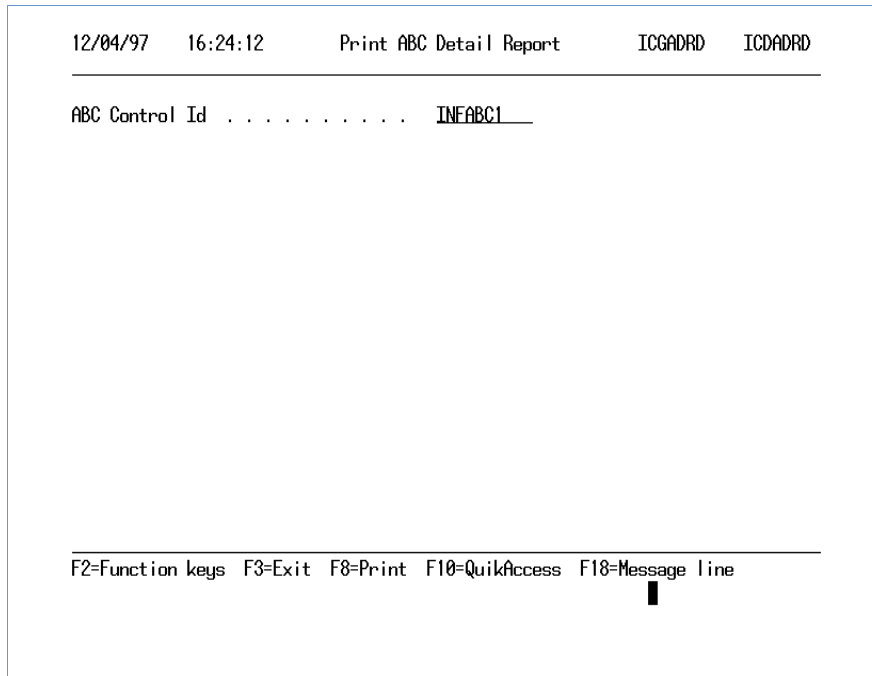 12/04/97 16:24:12 Print ABC Detail Report ICGADRD ICDADRD
ABC Control Id . . . . . . . . . . INFABC1
F2=Function keys F3=Exit F8=Print F10=QuikAccess F18=Message line